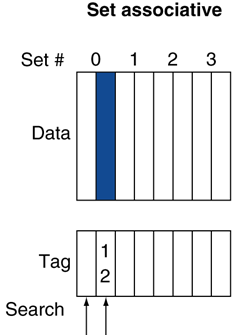 Set associative
Set # 0 1 2 3
Data
Tag 1
2
Search